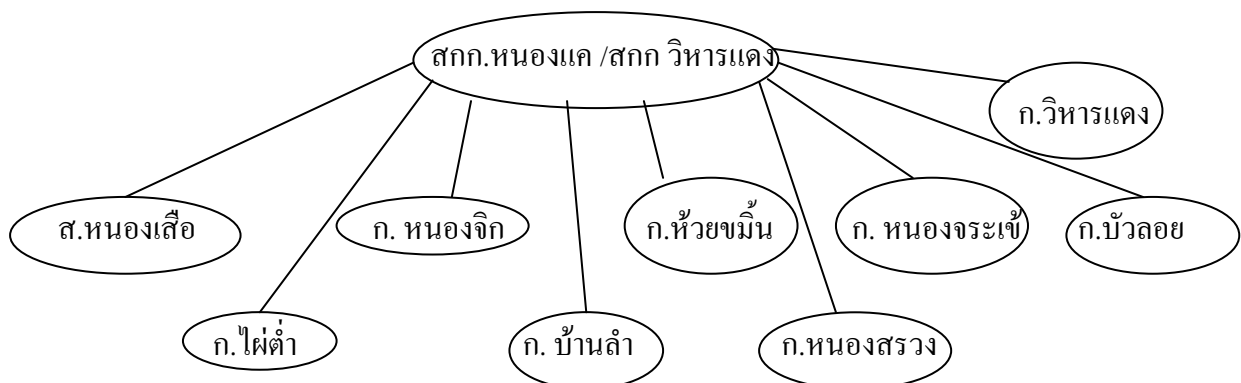 สกก.หนองแค /สกก วิหารแดง
ก.วิหารแดง
ส.หนองเสือ
ก. หนองจิก
ก.ห้วยขมิ้น
ก. หนองจระเข้
ก.บัวลอย
ก.ไผ่ต่ำ
ก. บ้านลำ
ก.หนองสรวง